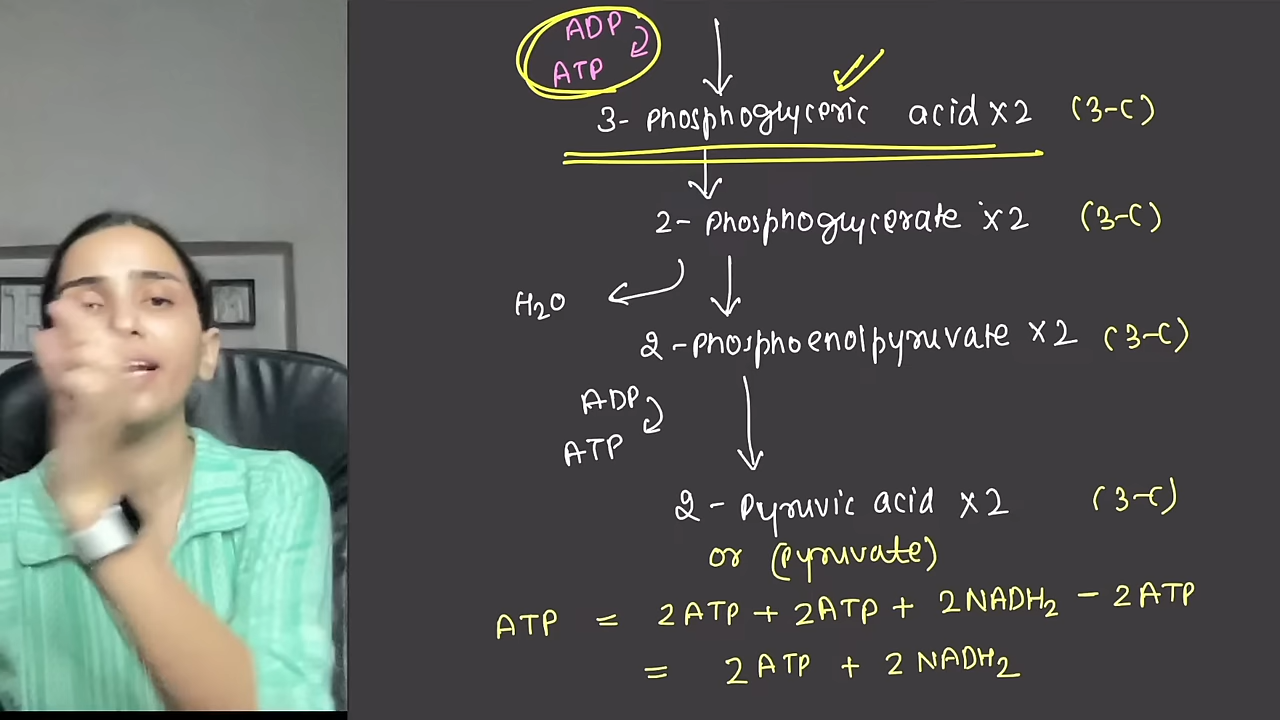 ADP
ATP
3- Phosphoglyceric acid x2 (3-C)
2- Phosphoglycerate x2 (3-C)
H2O
2-Phosphoenolpyruvate x2 (3-C)
ADP
ATP
2- Pyruvic acid x2 (3-C)
or (pyruvate)
ATP = 2ATP + 2ATP + 2NADH2 - 2ATP
= 2ATP + 2NADH2